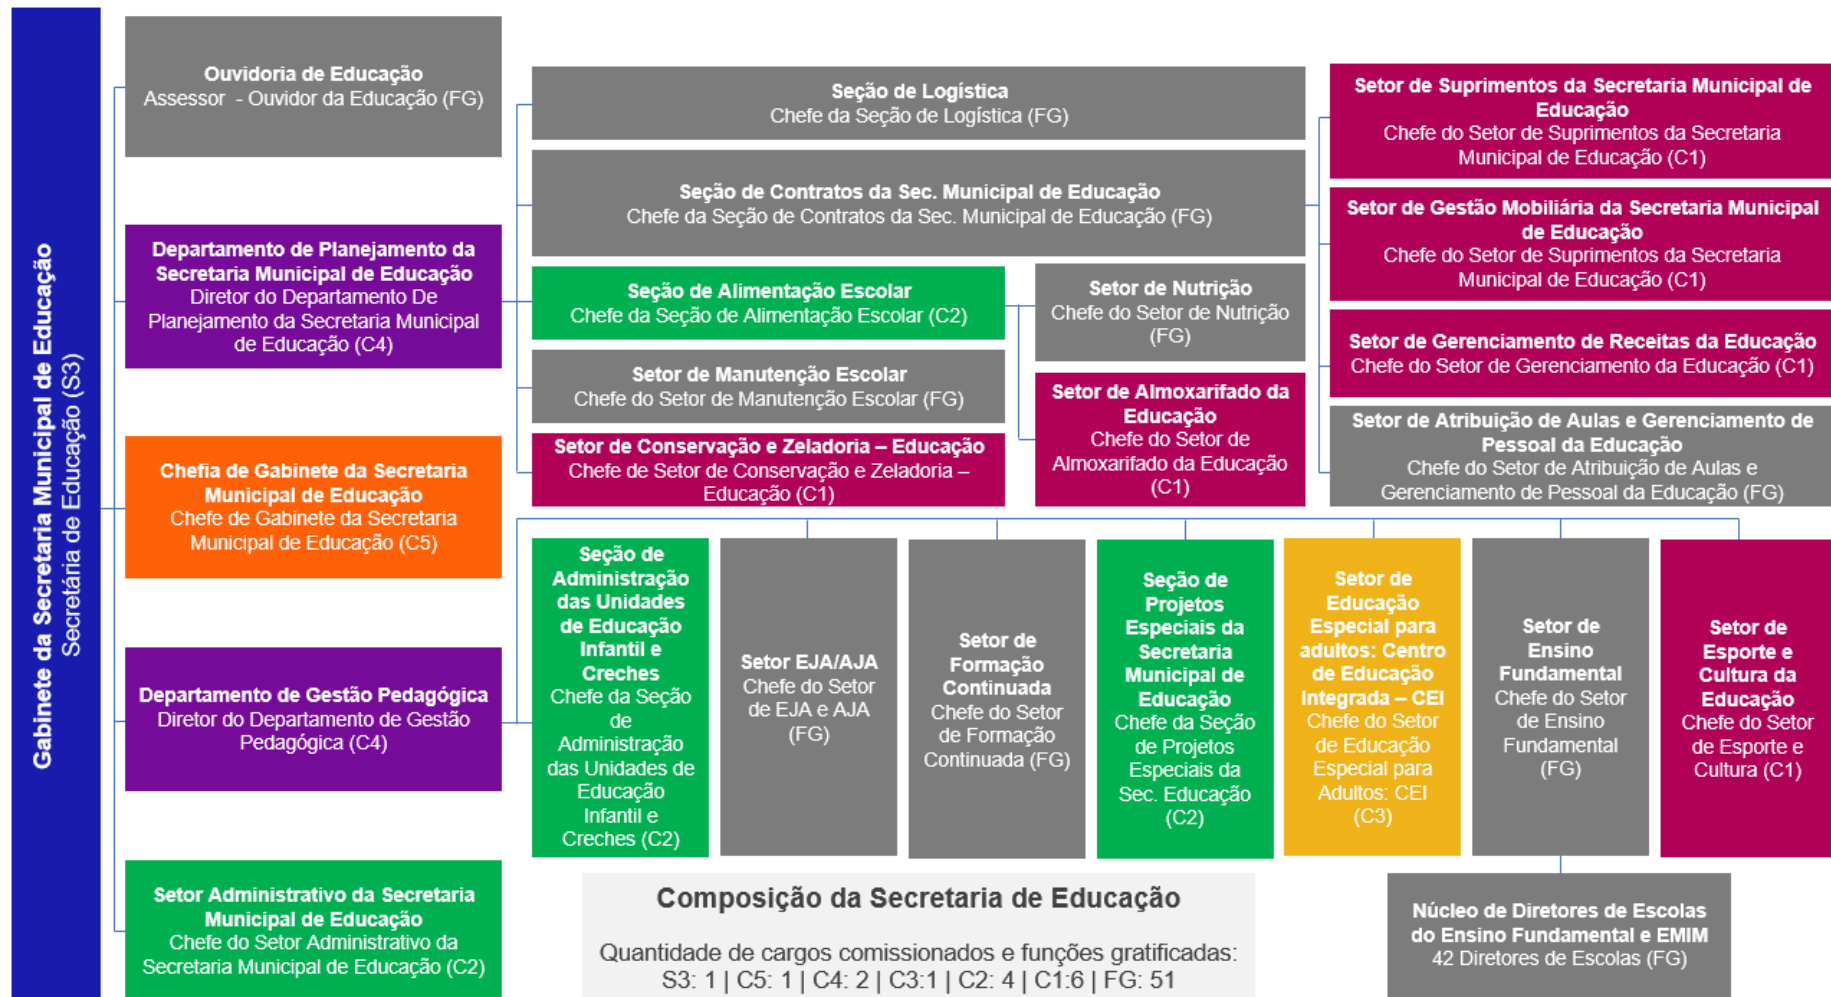 Gabinete da Secretaria Municipal de Educação
Secretária de Educação (S3)
Ouvidoria de Educação
Assessor - Ouvidor da Educação (FG)
Departamento de Planejamento da
Secretaria Municipal de Educação
Diretor do Departamento De
Planejamento da Secretaria Municipal
de Educação (C4)
Chefia de Gabinete da Secretaria
Municipal de Educação
Chefe de Gabinete da Secretaria
Municipal de Educação (C5)
Departamento de Gestão Pedagógica
Diretor do Departamento de Gestão
Pedagógica (C4)
Setor Administrativo da Secretaria
Municipal de Educação
Chefe do Setor Administrativo da
Secretaria Municipal de Educação (C2)
Seção de Logística
Chefe da Seção de Logística (FG)
Seção de Contratos da Sec. Municipal de Educação
Chefe da Seção de Contratos da Sec. Municipal de Educação (FG)
Seção de Alimentação Escolar
Chefe da Seção de Alimentação Escolar (C2)
Setor de Manutenção Escolar
Chefe do Setor de Manutenção Escolar (FG)
Setor de Conservação e Zeladoria – Educação
Chefe de Setor de Conservação e Zeladoria –
Educação (C1)
Setor de Nutrição
Chefe do Setor de Nutrição
(FG)
Setor de Almoxarifado da
Educação
Chefe do Setor de
Almoxarifado da Educação
(C1)
Setor de Suprimentos da Secretaria Municipal de
Educação
Chefe do Setor de Suprimentos da Secretaria
Municipal de Educação (C1)
Setor de Gestão Mobiliária da Secretaria Municipal
de Educação
Chefe do Setor de Suprimentos da Secretaria
Municipal de Educação (C1)
Setor de Gerenciamento de Receitas da Educação
Chefe do Setor de Gerenciamento da Educação (C1)
Setor de Atribuição de Aulas e Gerenciamento de
Pessoal da Educação
Chefe do Setor de Atribuição de Aulas e
Gerenciamento de Pessoal da Educação (FG)
Seção de
Administração
das Unidades
de Educação
Infantil e
Creches
Chefe da Seção
de
Administração
das Unidades de
Educação
Infantil e
Creches (C2)
Setor EJA/AJA
Chefe do Setor
de EJA e AJA
(FG)
Setor de
Formação
Continuada
Chefe do Setor
de Formação
Continuada (FG)
Seção de
Projetos
Especiais da
Secretaria
Municipal de
Educação
Chefe da Seção
de Projetos
Especiais da
Sec. Educação
(C2)
Setor de
Educação
Especial para
adultos: Centro
de Educação
Integrada – CEI
Chefe do Setor
de Educação
Especial para
Adultos: CEI
(C3)
Setor de
Ensino
Fundamental
Chefe do Setor
de Ensino
Fundamental
(FG)
Setor de
Esporte e
Cultura da
Educação
Chefe do Setor
de Esporte e
Cultura (C1)
Composição da Secretaria de Educação
Quantidade de cargos comissionados e funções gratificadas:
S3: 1 | C5: 1 | C4: 2 | C3:1 | C2: 4 | C1:6 | FG: 51
Núcleo de Diretores de Escolas
do Ensino Fundamental e EMIM
42 Diretores de Escolas (FG)